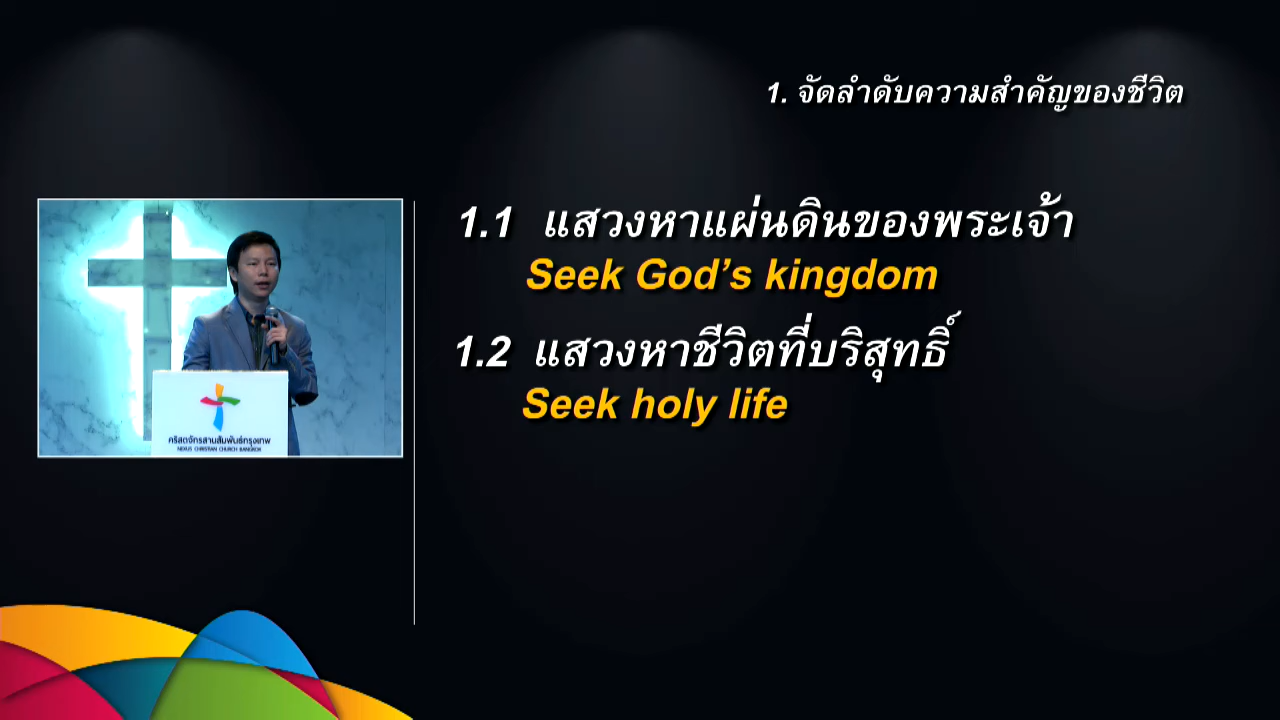 1. จัดลำดับความสำคัญของชีวิต
1.1 แสวงหาแผ่นดินของพระเจ้า
Seek God’s kingdom
1.2 แสวงหาชีวิตที่บริสุทธิ์
Seek holy life
คริสตจักรสานสัมพันธ์กรุงเทพ
NEXUS CHRISTIAN CHURCH BANGKOK